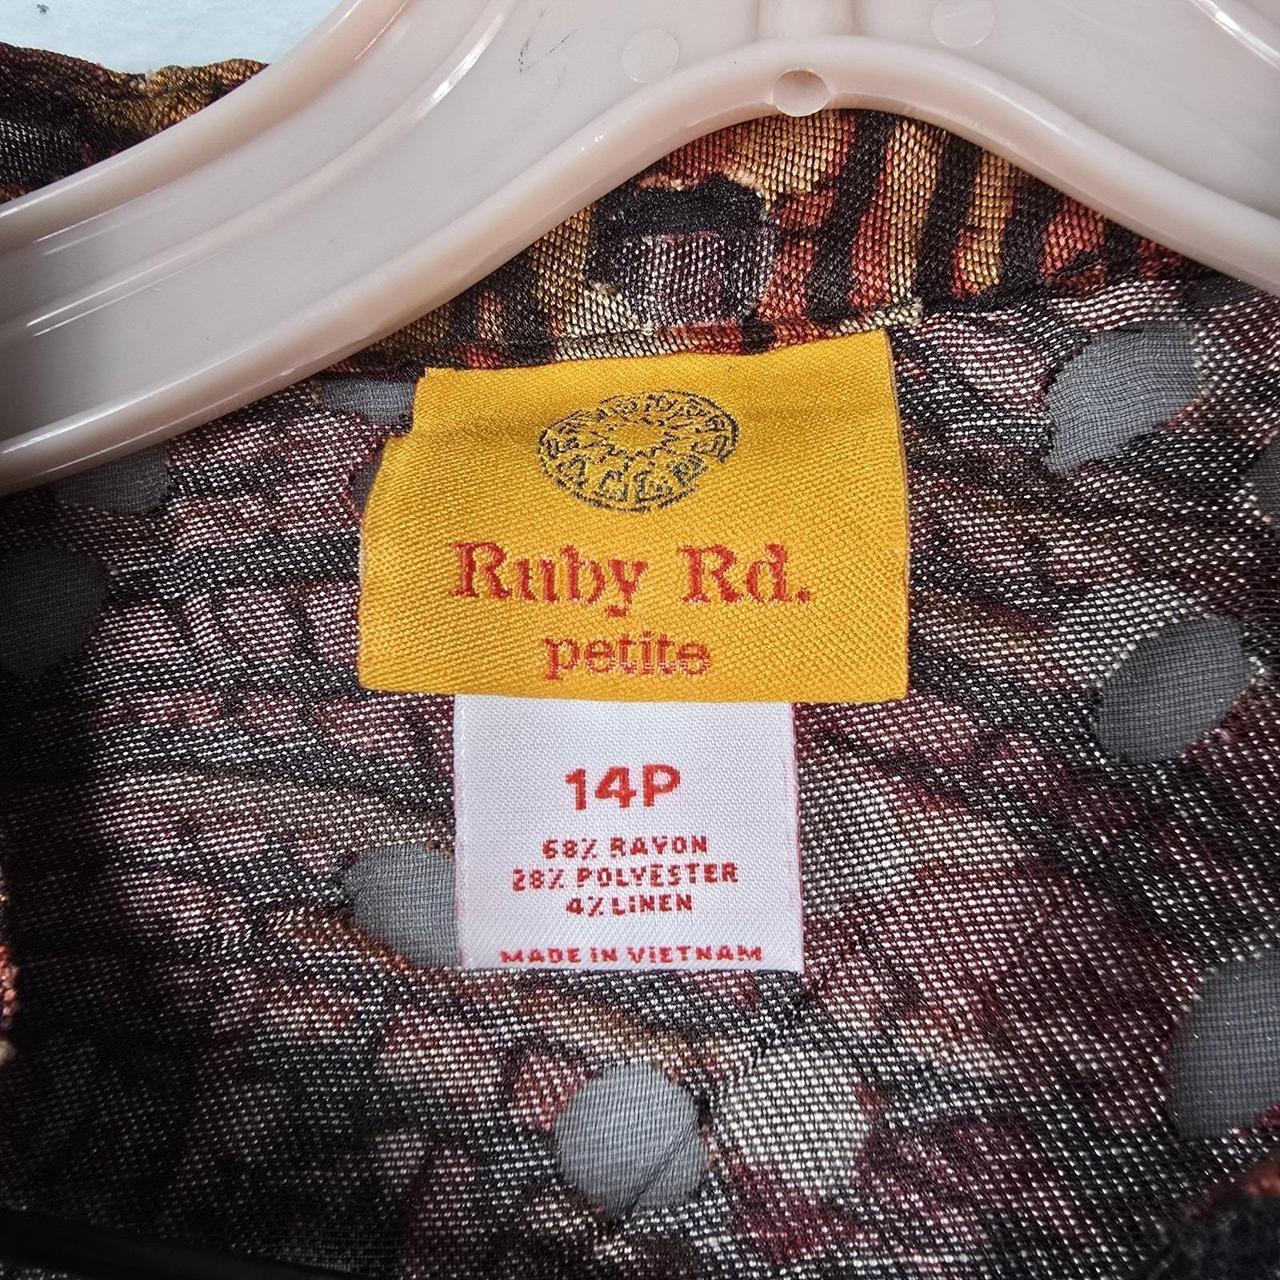 Ruby Rd.
petite
14P
68% RAYON
28% POLYESTER
4% LINEN
MADE IN VIETNAM